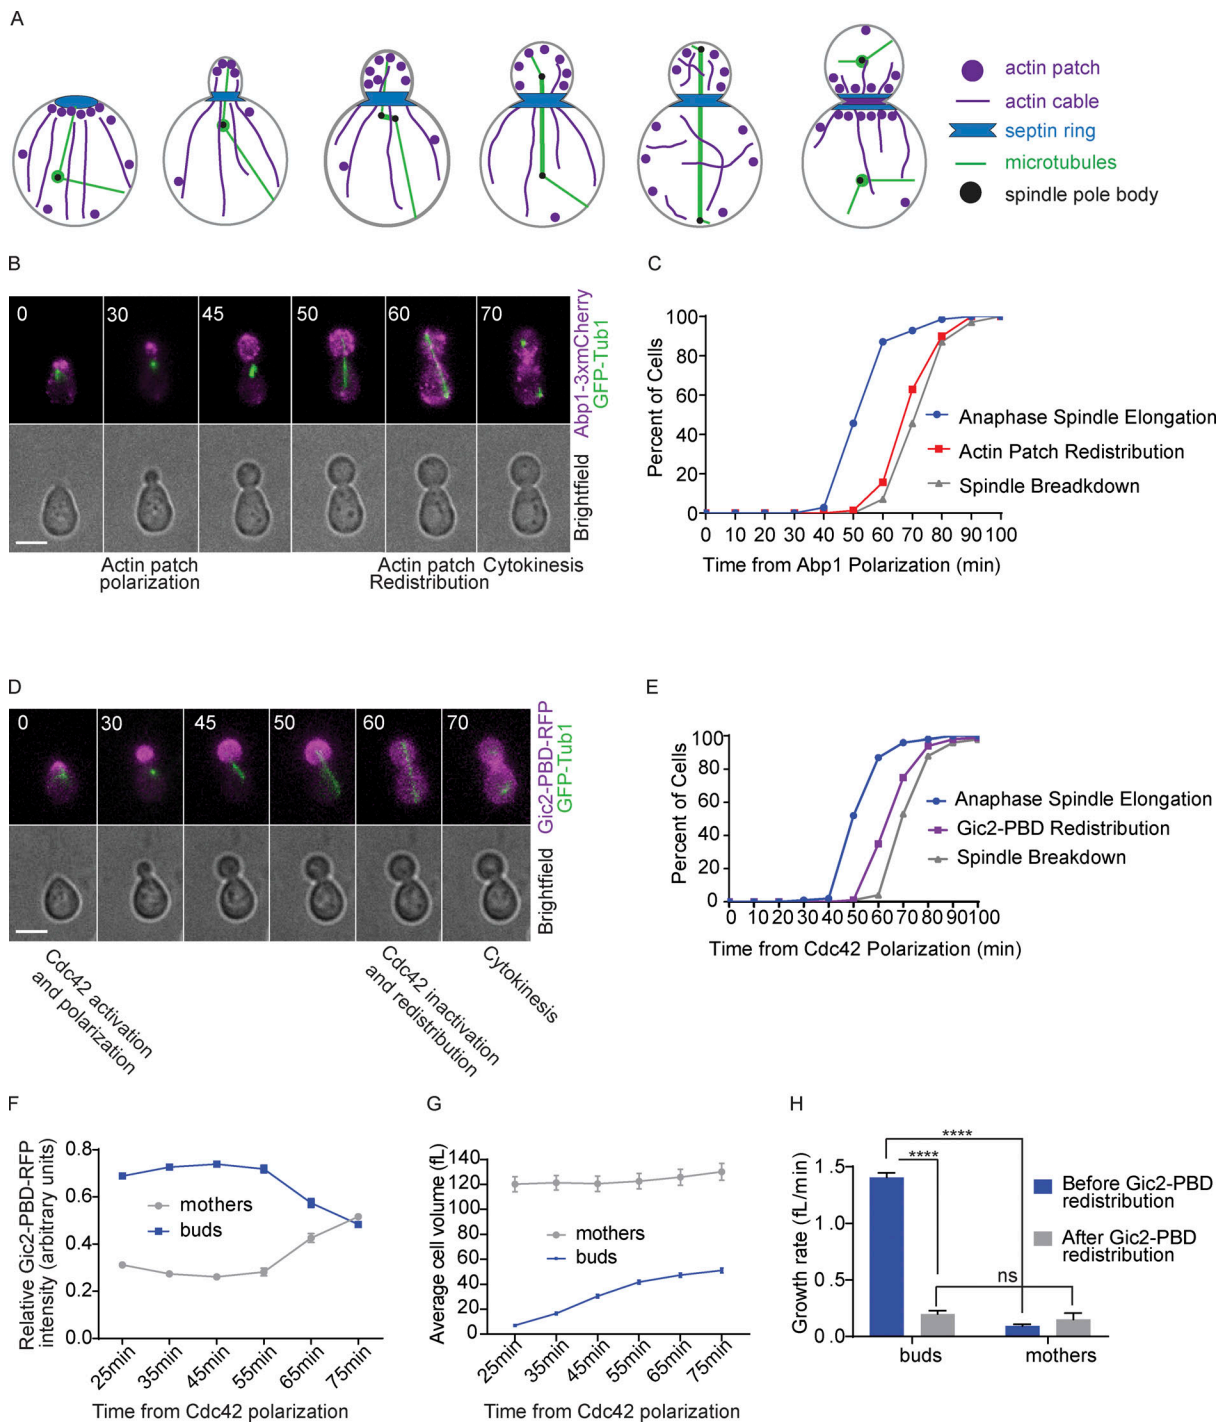 A
actin patch
actin cable
septin ring
microtubules
spindle pole body
B
0 30 45 50 60 70
Abp1-3xmCherry
GFP-Tub1
Brightfield
Actin patch
polarization
Actin patch
Redistribution
Cytokinesis
C
Percent of Cells
100
80
60
40
20
0
0 10 20 30 40 50 60 70 80 90 100
Time from Abp1 Polarization (min)
Anaphase Spindle Elongation
Actin Patch Redistribution
Spindle Breadkdown
D
0 30 45 50 60 70
Gic2-PBD-RFP
GFP-Tub1
Brightfield
Cdc42 activation
and polarization
Cdc42 inactivation
and redistribution
Cytokinesis
E
Percent of Cells
100
80
60
40
20
0
0 10 20 30 40 50 60 70 80 90 100
Time from Cdc42 Polarization (min)
Anaphase Spindle Elongation
Gic2-PBD Redistribution
Spindle Breakdown
F
Relative Gic2-PBD-RFP
intensity (arbitrary units)
0.8
0.6
0.4
0.2
0.0
mothers
buds
25min 35min 45min 55min 65min 75min
Time from Cdc42 polarization
G
Average cell volume (fL)
140
120
100
80
60
40
20
0
mothers
buds
25min 35min 45min 55min 65min 75min
Time from Cdc42 polarization
H
Growth rate (fL/min)
1.5
1.0
0.5
0.0
****
****
ns
buds mothers
Before Gic2-PBD
redistribution
After Gic2-PBD
redistribution